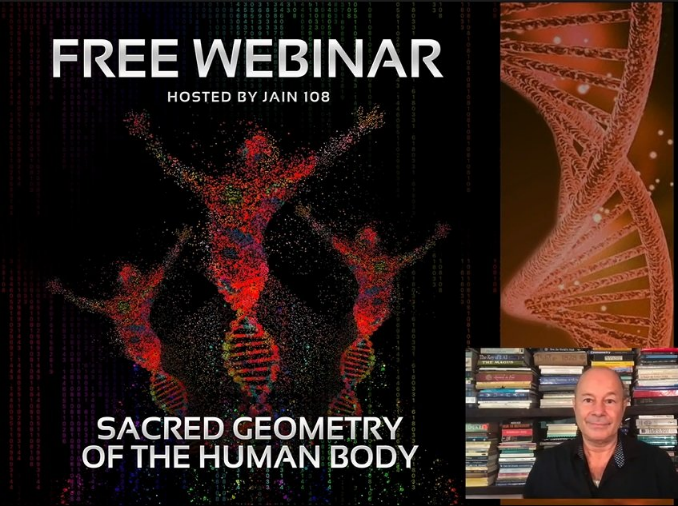 FREE WEBINAR
HOSTED BY JAIN 108
SACRED GEOMETRY
OF THE HUMAN BODY